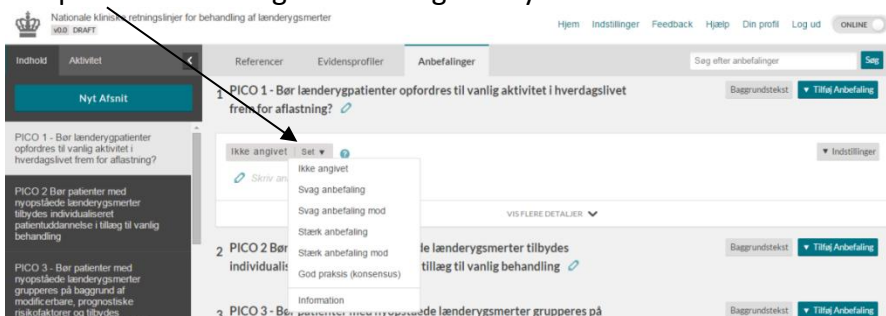 Nationale kliniske retningslinjer for behandling af lænderygsmerter
v0.0 DRAFT
Hjem Indstillinger Feedback Hjælp Din profil Log ud ONLINE
Indhold Aktivitet
Referencer Evidensprofiler Anbefalinger
Søg efter anbefalinger Søg
Nyt Afsnit
1 PICO 1 - Bør lænderygpatienter opfordres til vanlig aktivitet i hverdagslivet
frem for aflastning?
Baggrundstekst Tilføj Anbefaling
PICO 1 - Bør lænderygpatienter
opfordres til vanlig aktivitet i
hverdagslivet frem for aflastning?
Ikke angivet Set
Indstillinger
Skriv an
Ikke angivet
Svag anbefaling
Svag anbefaling mod
Stærk anbefaling
Stærk anbefaling mod
God praksis (konsensus)
Information
VIS FLERE DETALJER
PICO 2 Bør patienter med
nyopståede lænderygsmerter
tilbydes individualiseret
patientuddannelse i tillæg til vanlig
behandling
2 PICO 2 Bør de lænderygsmerter tilbydes
individualis tillæg til vanlig behandling
Baggrundstekst Tilføj Anbefaling
PICO 3 - Bør patienter med
nyopståede lænderygsmerter
grupperes på baggrund af
modificerbare, prognostiske
risikofaktorer og tilbydes
3 PICO 3 - Bør patienter med nyopståede lænderygsmerter grupperes på
Baggrundstekst Tilføj Anbefaling